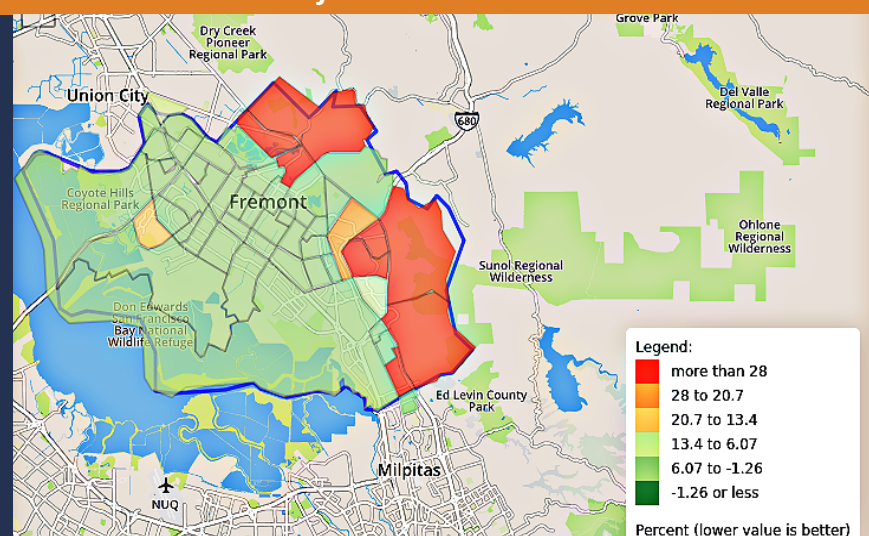 Grove Park
Dry Creek
Pioneer
Regional Park
Union City
Del Valle
Regional Park
680
Coyote Hills
Regional Park
Fremont
Ohlone
Regional
Wilderness
Sunol Regional
Wilderness
Don Edwards
San Francisco
Bay National
Wildlife Refuge
Ed Levin County
Park
Milpitas
NUQ
Legend:
more than 28
28 to 20.7
20.7 to 13.4
13.4 to 6.07
6.07 to -1.26
-1.26 or less
Percent (lower value is better)